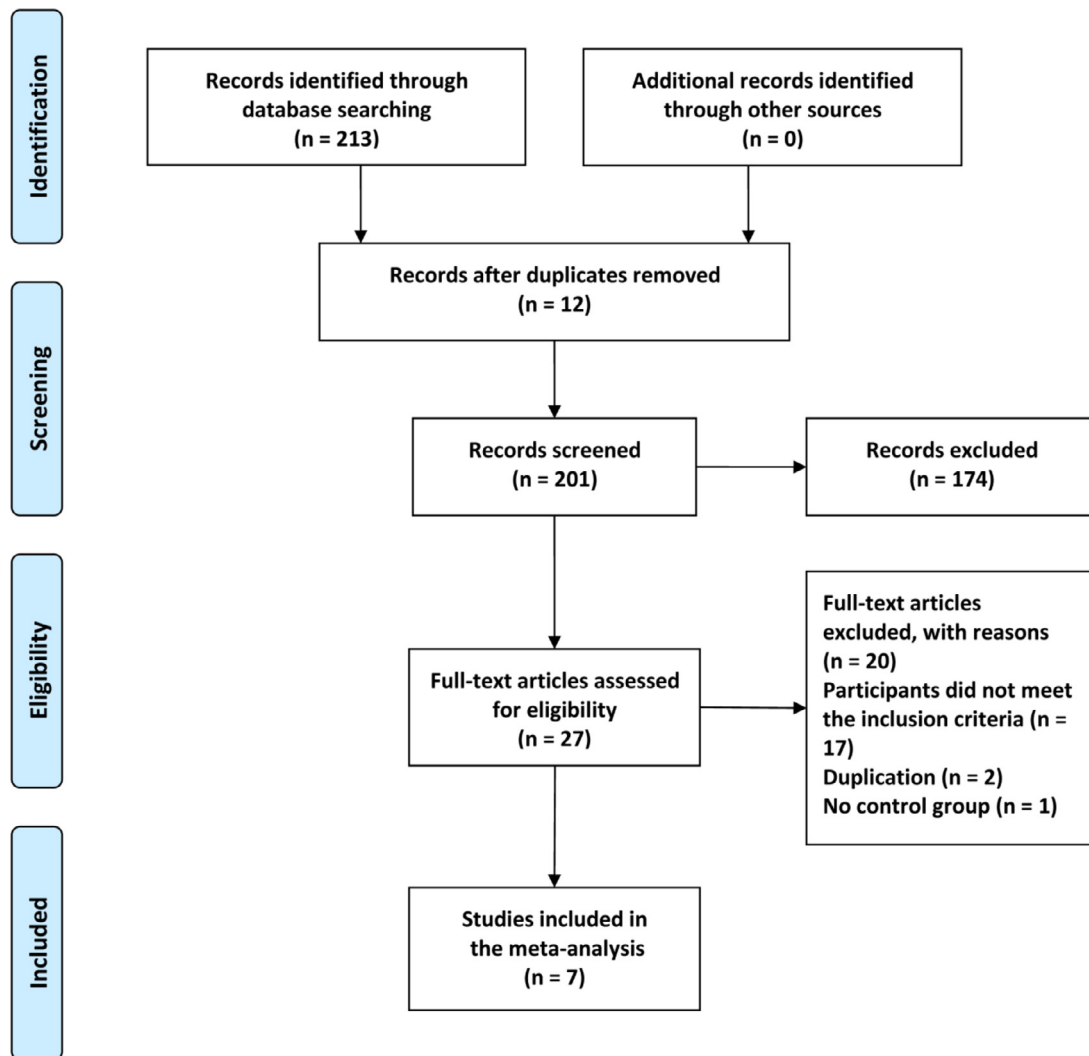 Identification
Records identified through
database searching
(n = 213)
Additional records identified
through other sources
(n = 0)
Records after duplicates removed
(n = 12)
Screening
Records screened
(n = 201)
Records excluded
(n = 174)
Eligibility
Full-text articles assessed
for eligibility
(n = 27)
Full-text articles
excluded, with reasons
(n = 20)
Participants did not meet
the inclusion criteria (n =
17)
Duplication (n = 2)
No control group (n = 1)
Included
Studies included in
the meta-analysis
(n = 7)